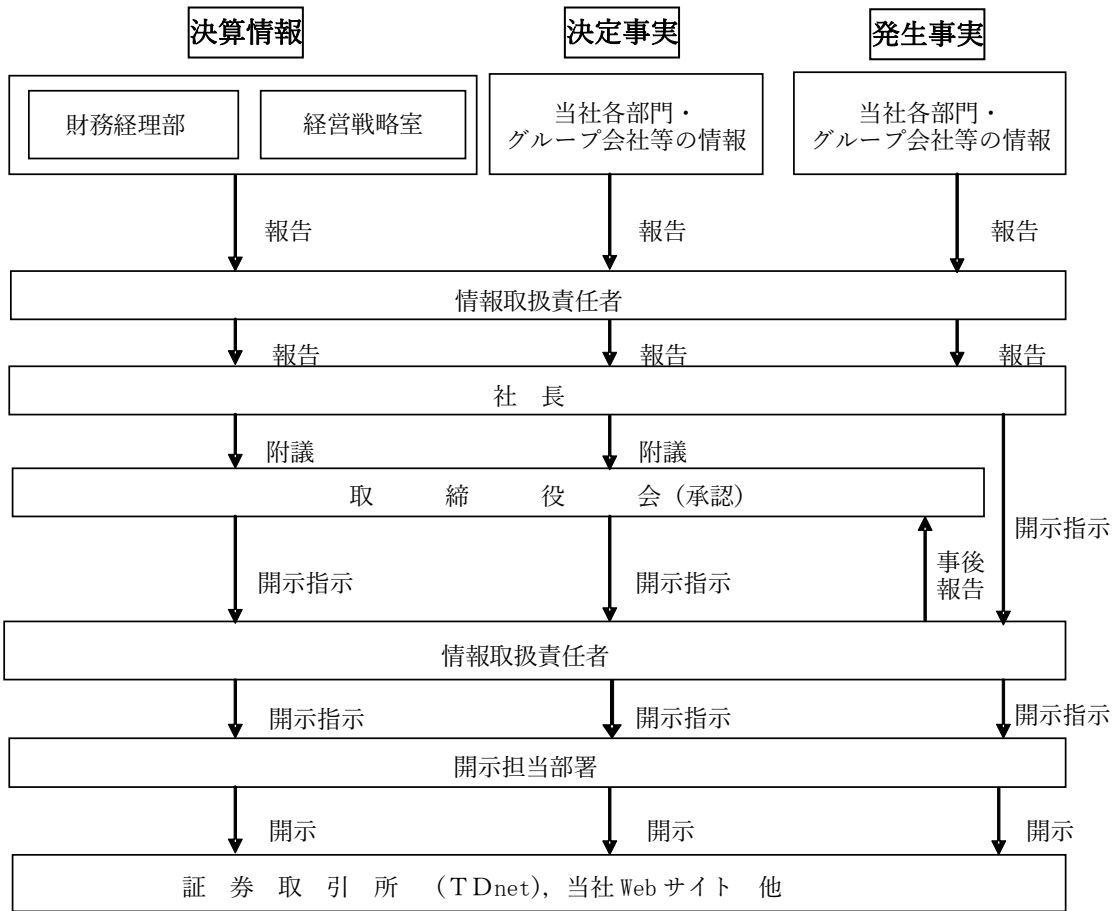 決算情報
決定事実
発生事実
財務経理部
経営戦略室
当社各部門・
グループ会社等の情報
当社各部門・
グループ会社等の情報
報告
報告
報告
情報取扱責任者
報告
報告
報告
社 長
附議
附議
取 締 役 会（承認）
開示指示
事後
報告
開示指示
開示指示
情報取扱責任者
開示指示
開示指示
開示指示
開示担当部署
開示
開示
開示
証 券 取 引 所 （ＴＤnet），当社 Web サイト 他